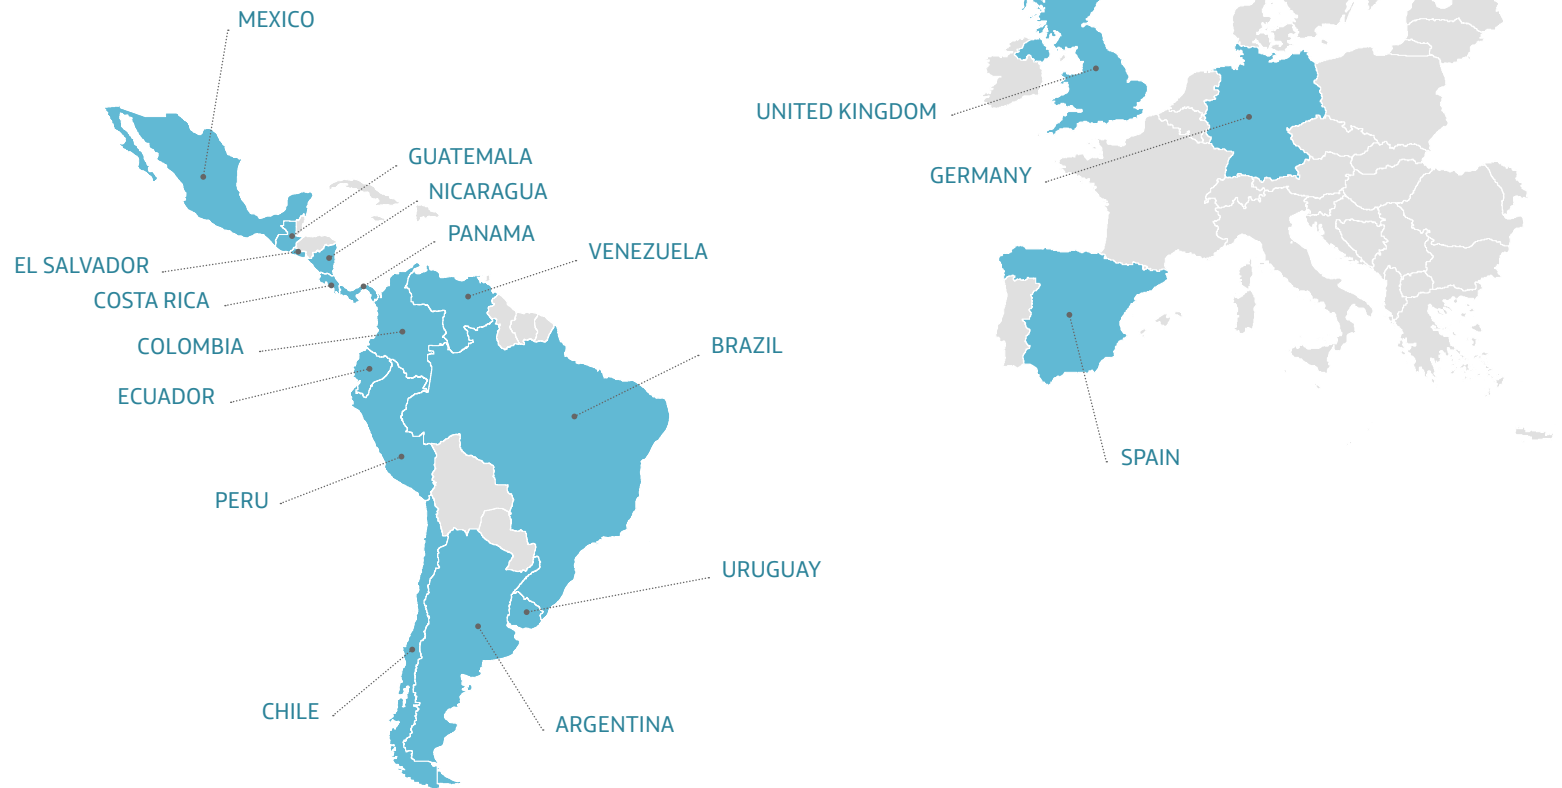 MEXICO
UNITED KINGDOM
GUATEMALA
GERMANY
NICARAGUA
PANAMA
VENEZUELA
EL SALVADOR
COSTA RICA
COLOMBIA
BRAZIL
ECUADOR
SPAIN
PERU
URUGUAY
CHILE
ARGENTINA